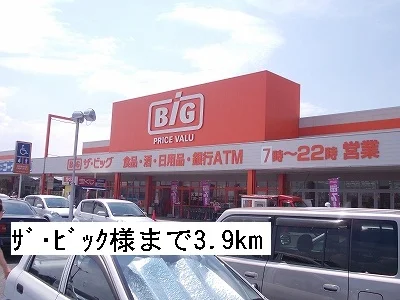 BIG
PRICE VALU
BIG ザ・ビッグ 食品・酒・日用品・銀行ATM 7時～22時 営業
ｻﾞ･ﾋﾞｯｸ様まで3.9km